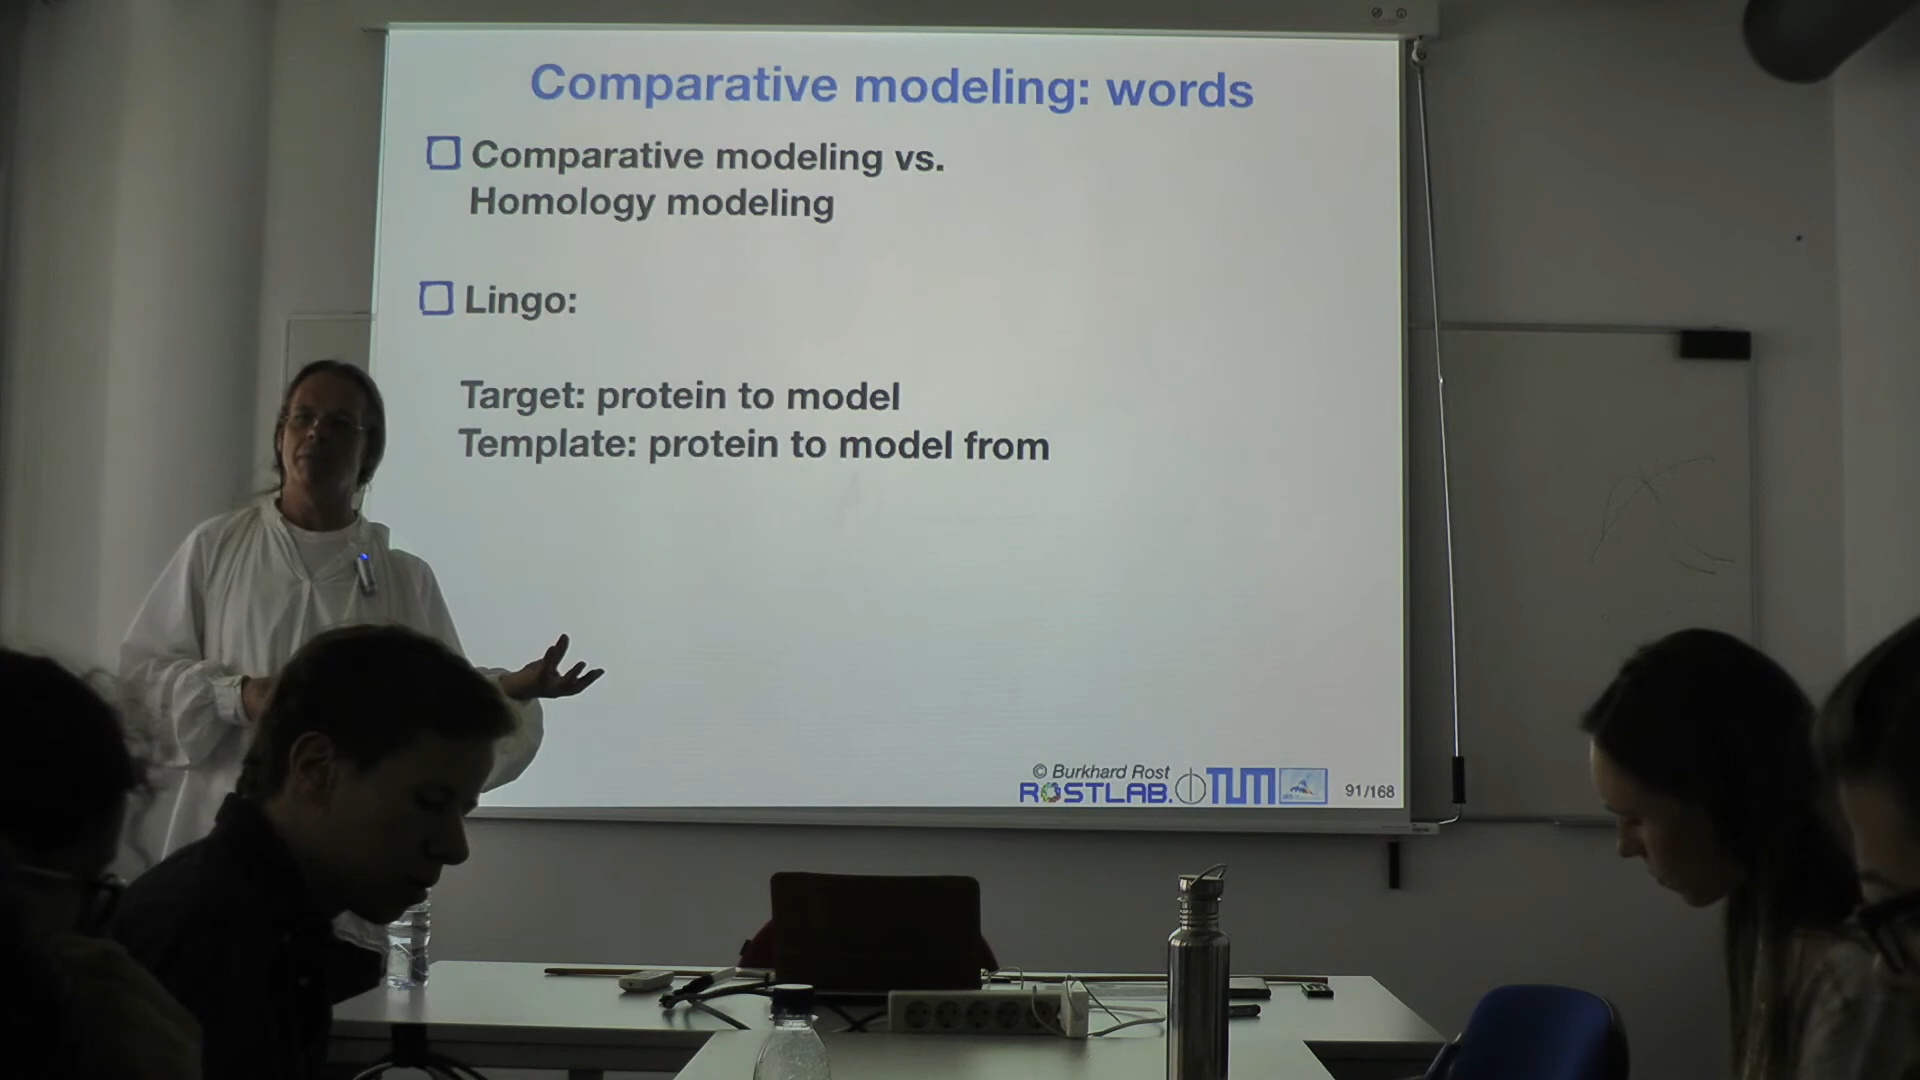 Comparative modeling: words
Comparative modeling vs.
Homology modeling
Lingo:
Target: protein to model
Template: protein to model from
© Burkhard Rost
ROSTLAB. TUM
91/168